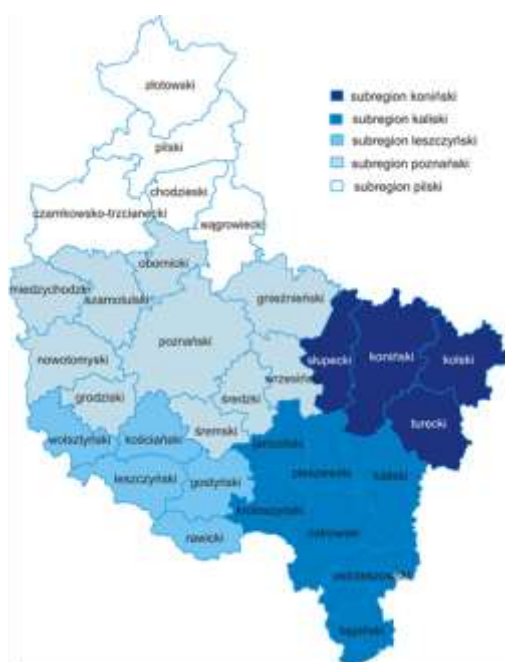 złotowski
subregion koniński
subregion kaliski
subregion leszczyński
subregion poznański
subregion pilski
pilski
chodzieski
czarnkowsko-trzcianecki
wągrowiecki
obornicki
międzychodzki
szamotulski
gnieźnieński
poznański
słupecki
koniński
kolski
nowotomyski
wrzesiński
średzki
grodziski
turecki
śremski
wolsztyński
kościański
jarociński
pleszewski
kaliski
leszczyński
gostyński
krotoszyński
ostrowski
rawicki
ostrzeszowski
kępiński